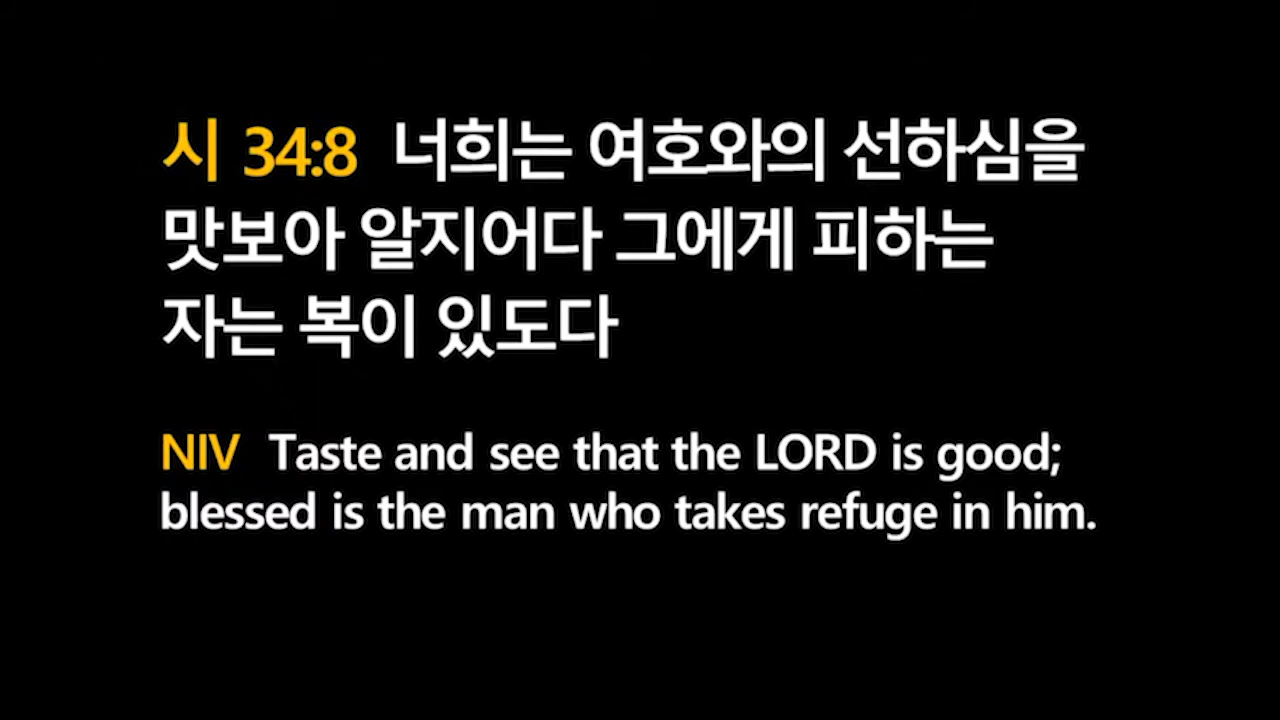 시 34:8 너희는 여호와의 선하심을
맛보아 알지어다 그에게 피하는
자는 복이 있도다
NIV Taste and see that the LORD is good;
blessed is the man who takes refuge in him.